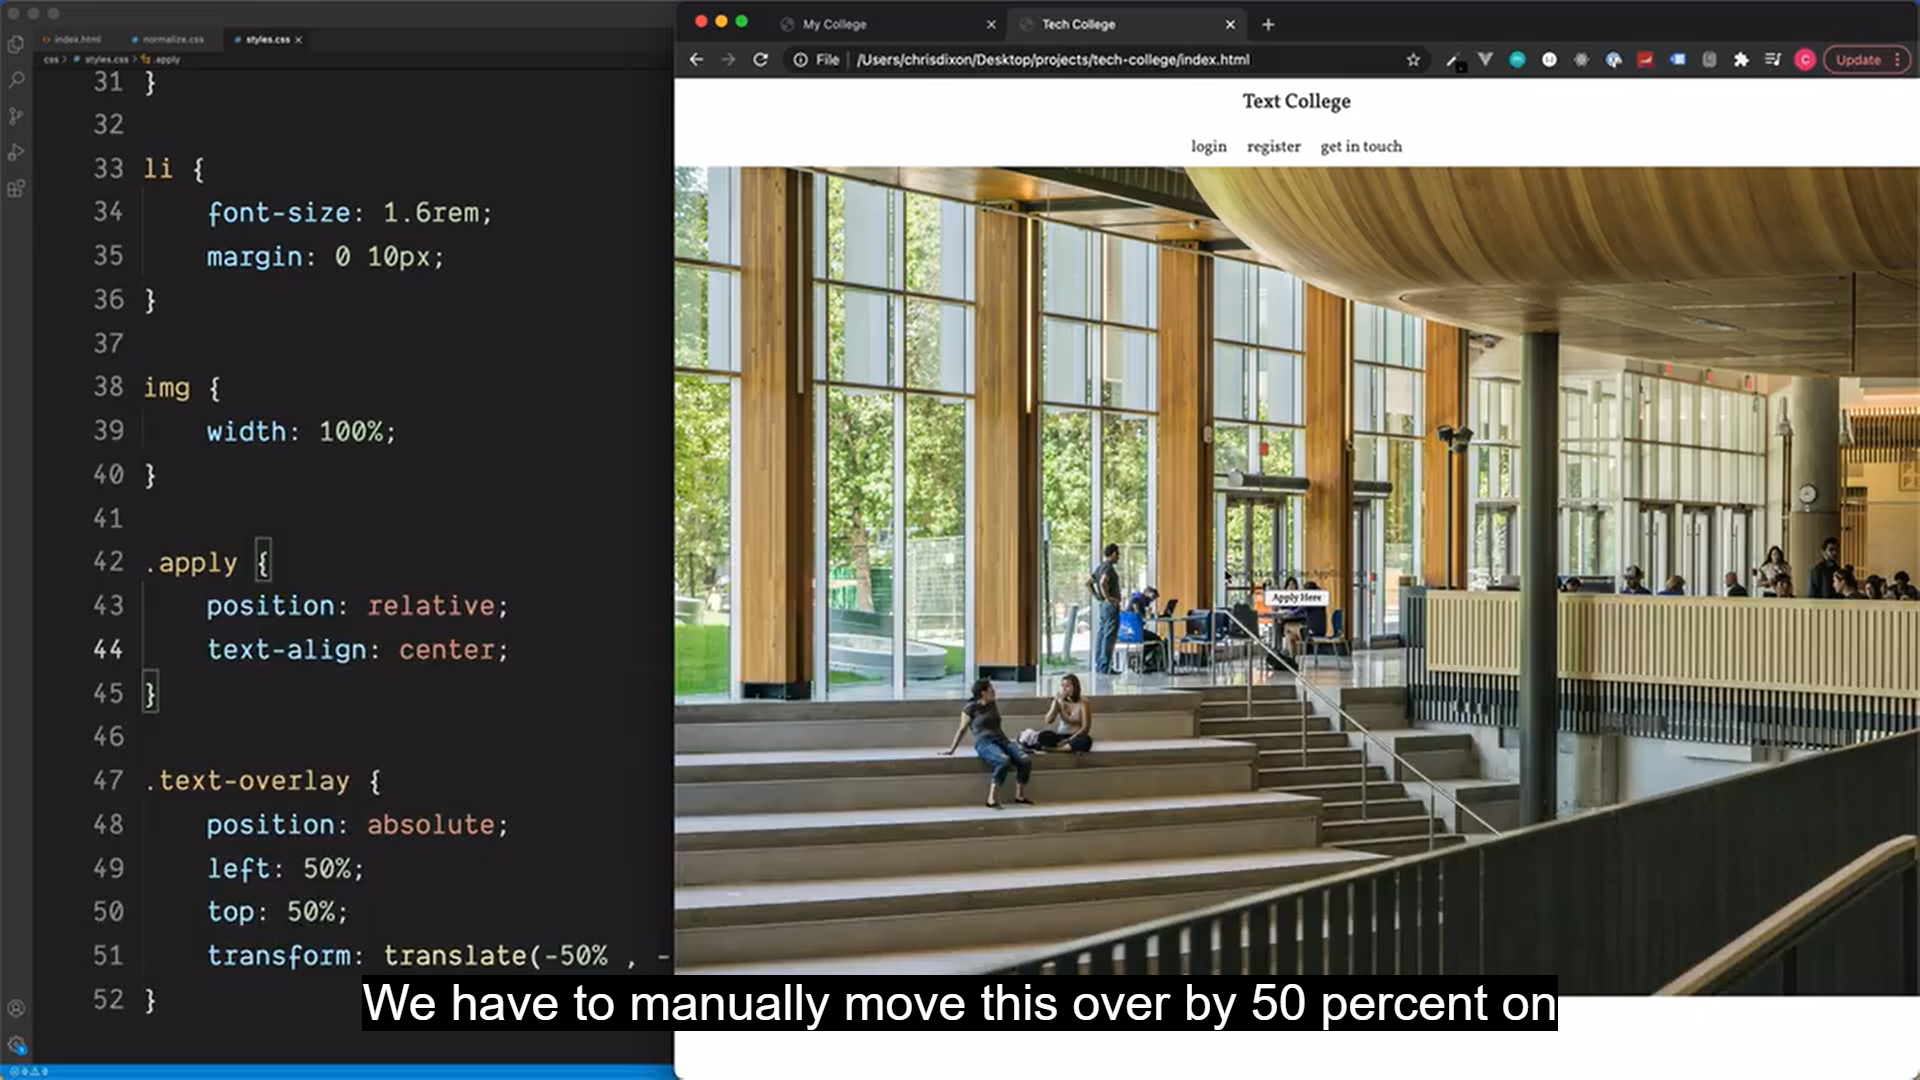 index.html
normalize.css
styles.css
css > styles.css > .apply
31 }
32
33 li {
34 font-size: 1.6rem;
35 margin: 0 10px;
36 }
37
38 img {
39 width: 100%;
40 }
41
42 .apply {
43 position: relative;
44 text-align: center;
45 }
46
47 .text-overlay {
48 position: absolute;
49 left: 50%;
50 top: 50%;
51 transform: translate(-50% , -
52 }
My College
Tech College
File
/Users/chrisdixon/Desktop/projects/tech-college/index.html
C
Update
Text College
login register get in touch
Apply Here
We have to manually move this over by 50 percent on